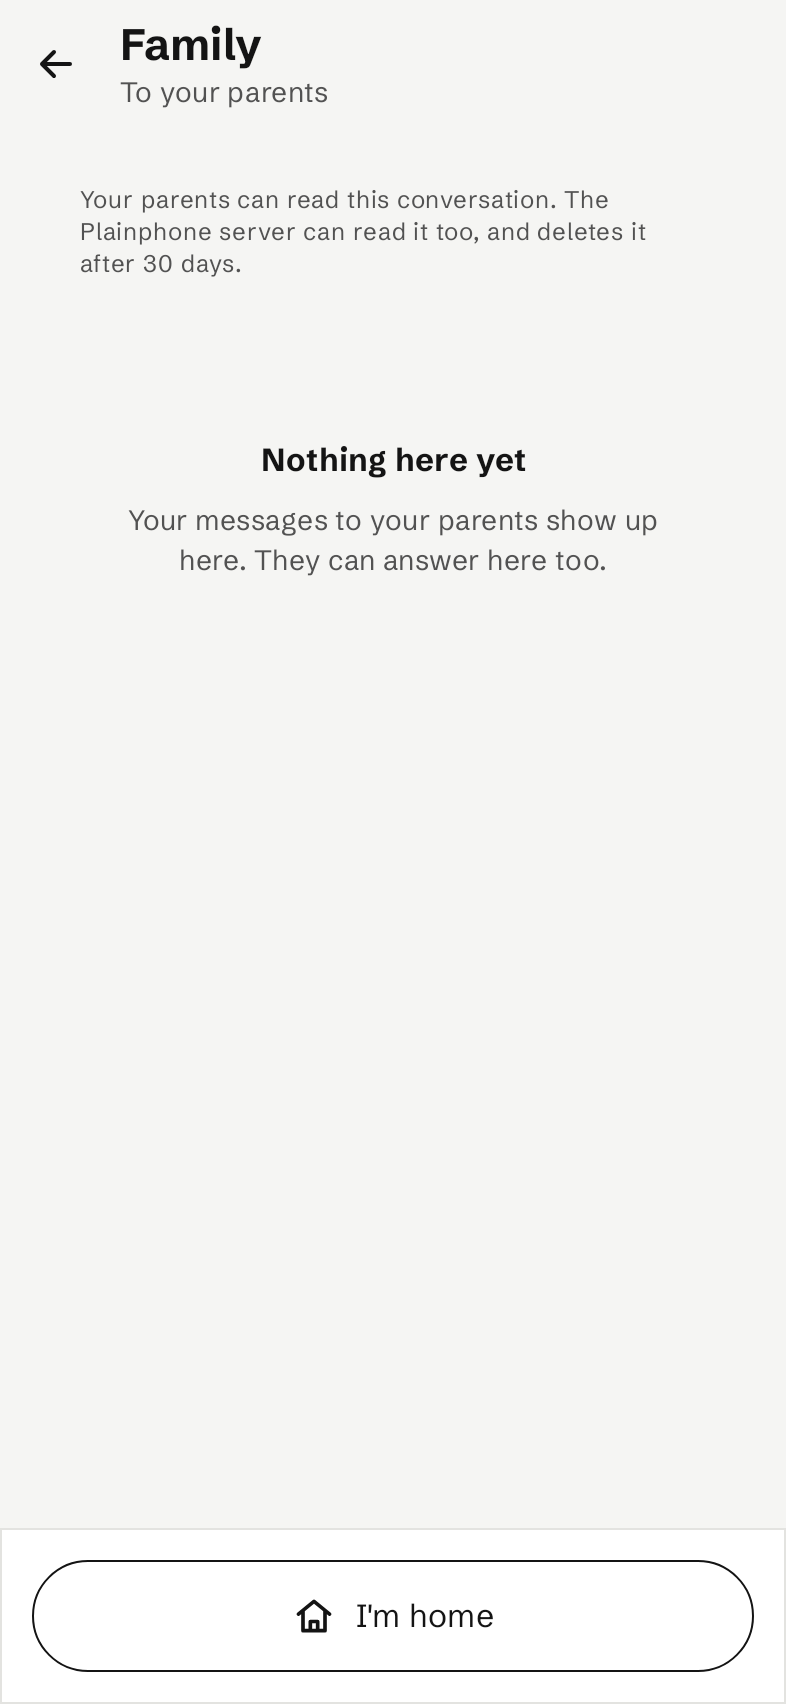 Family
To your parents
Your parents can read this conversation. The
Plainphone server can read it too, and deletes it
after 30 days.
Nothing here yet
Your messages to your parents show up
here. They can answer here too.
I'm home